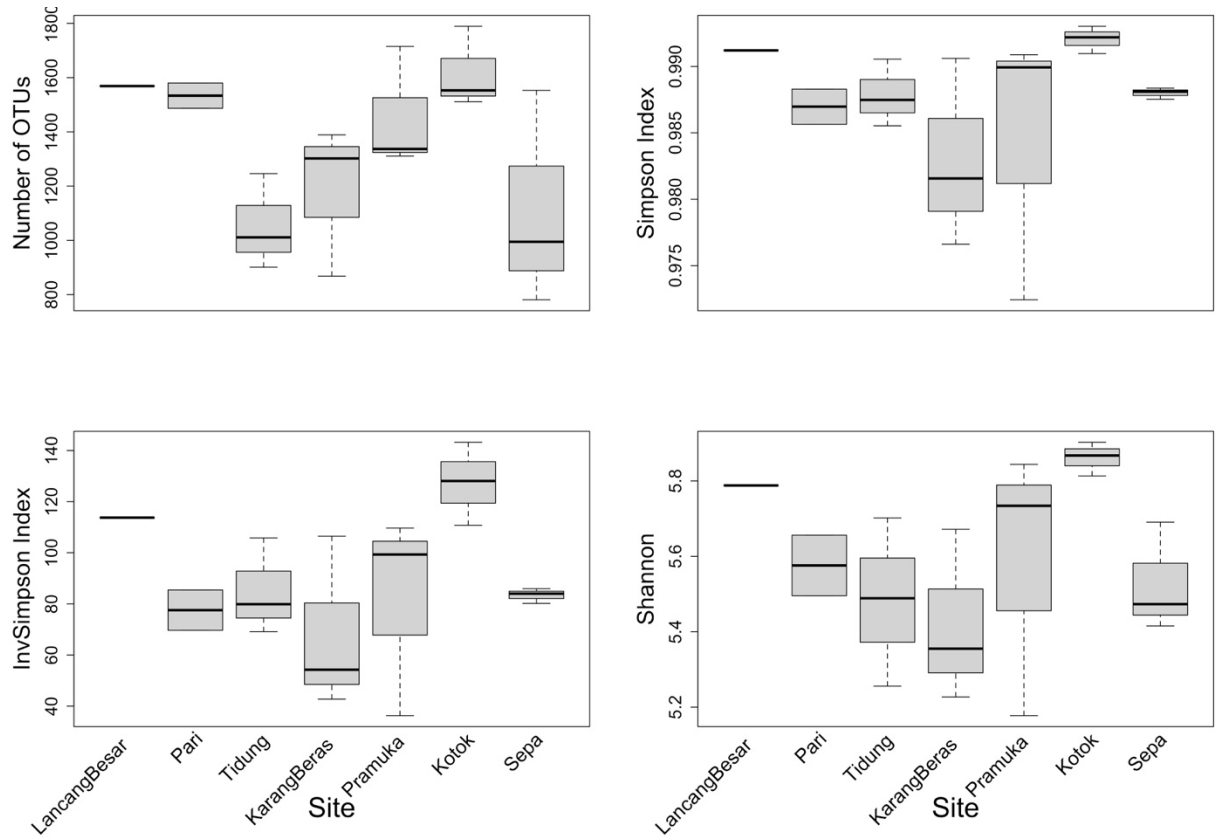 Number of OTUs
1800
1600
1400
1200
1000
800
Simpson Index
0.990
0.985
0.980
0.975
InvSimpson Index
140
120
100
80
60
40
LancangBesar
Pari
Tidung
KarangBeras
Pramuka
Kotok
Sepa
Site
Shannon
5.8
5.6
5.4
5.2
LancangBesar
Pari
Tidung
KarangBeras
Pramuka
Kotok
Sepa
Site